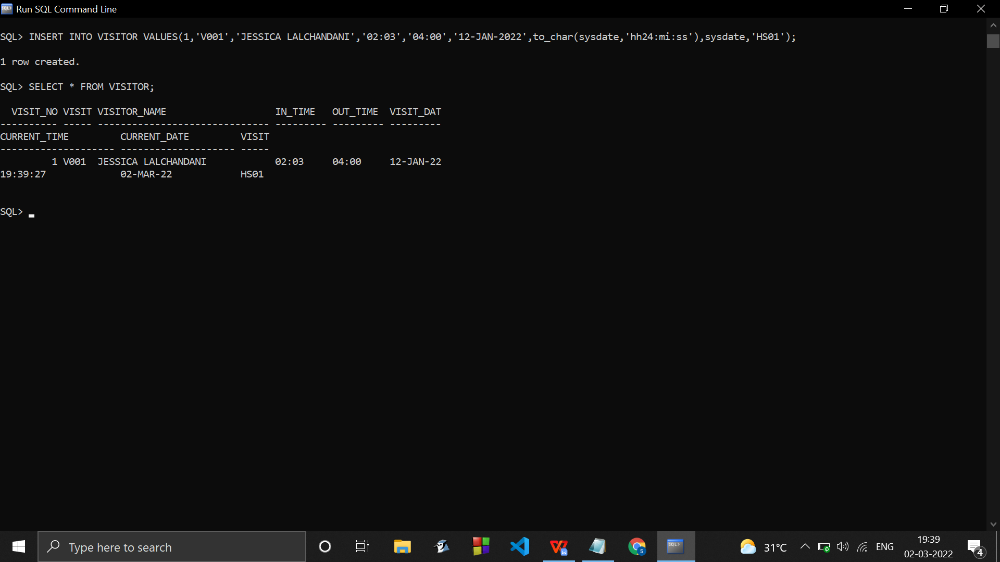 Run SQL Command Line
SQL> INSERT INTO VISITOR VALUES(1,'V001','JESSICA LALCHANDANI','02:03','04:00','12-JAN-2022',to_char(sysdate,'hh24:mi:ss'),sysdate,'HS01');
1 row created.
SQL> SELECT * FROM VISITOR;
  VISIT_NO VISIT VISITOR_NAME                   IN_TIME   OUT_TIME  VISIT_DAT
---------- ----- ------------------------------ --------- --------- ---------
CURRENT_TIME         CURRENT_DATE         VISIT
-------------------- -------------------- -----
         1 V001  JESSICA LALCHANDANI            02:03     04:00     12-JAN-22
19:39:27             02-MAR-22            HS01
SQL>
Type here to search
31°C
ENG
19:39
02-03-2022
4